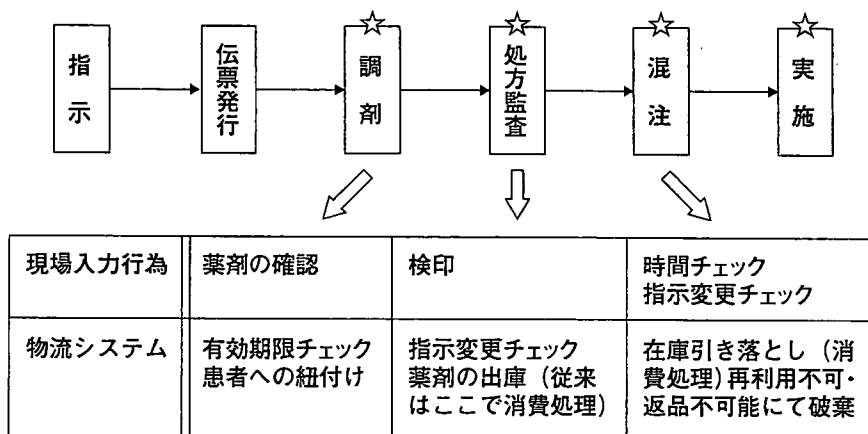 指示
伝票発行
調剤
処方監査
混注
実施
現場入力行為
薬剤の確認
検印
時間チェック
指示変更チェック
物流システム
有効期限チェック
患者への紐付け
指示変更チェック
薬剤の出庫（従来
はここで消費処理）
在庫引き落とし（消
費処理）再利用不可・
返品不可能にて破棄